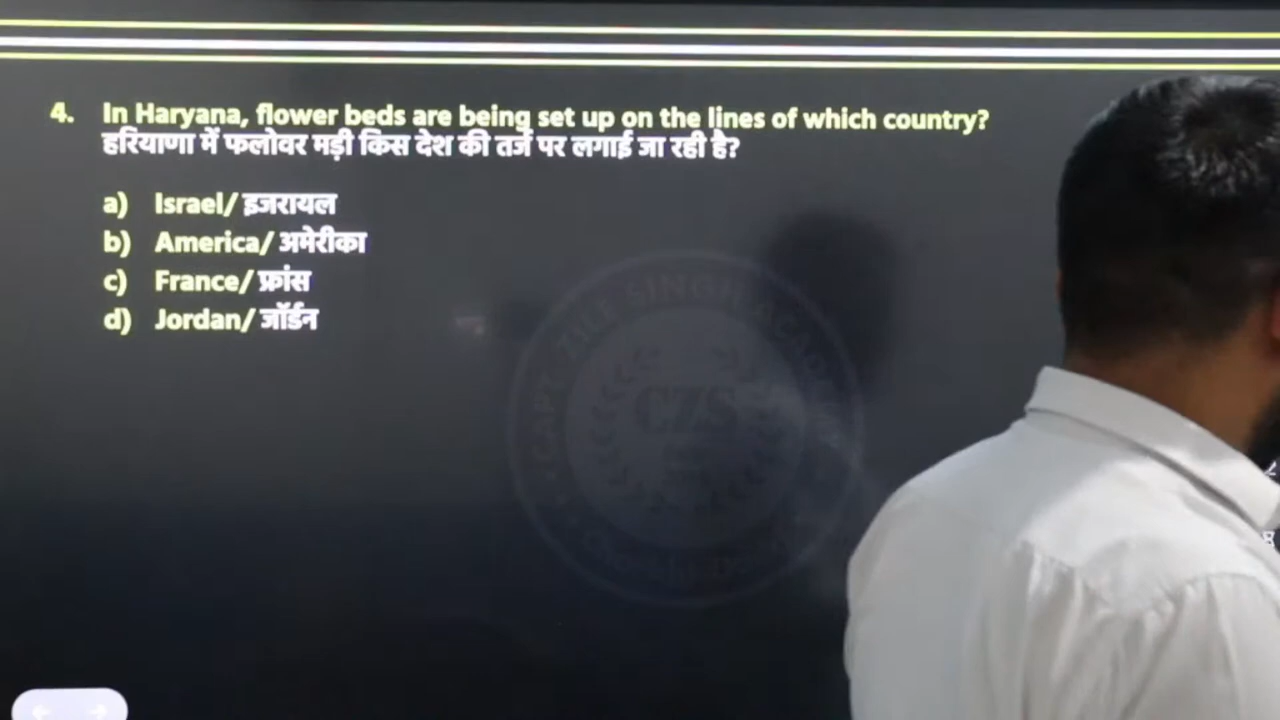 4. In Haryana, flower beds are being set up on the lines of which country?
हरियाणा में फलोवर मड़ी किस देश की तर्ज पर लगाई जा रही है?
a) Israel/ इजरायल
b) America/ अमेरीका
c) France/ फ्रांस
d) Jordan/ जॉर्डन
CZS